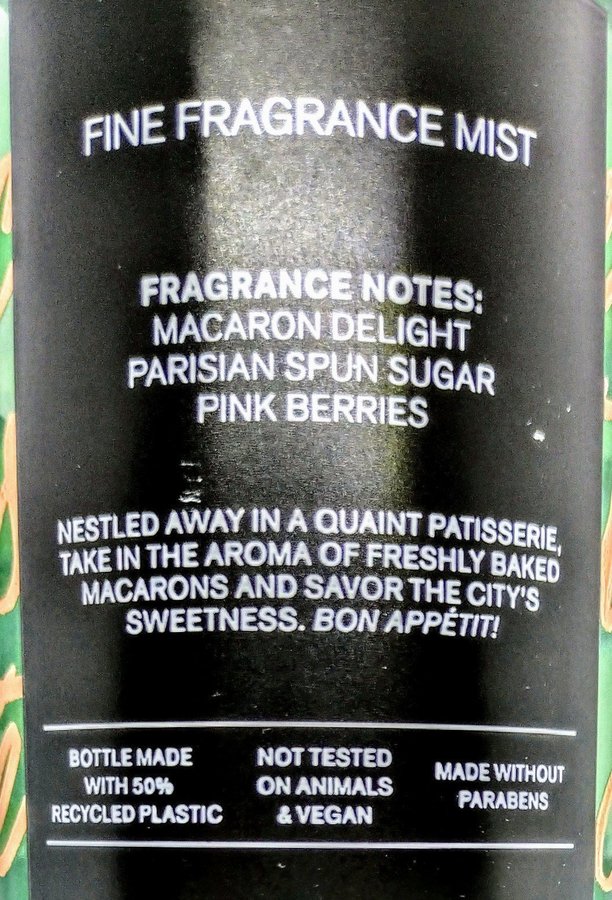 FINE FRAGRANCE MIST
FRAGRANCE NOTES:
MACARON DELIGHT
PARISIAN SPUN SUGAR
PINK BERRIES
NESTLED AWAY IN A QUAINT PATISSERIE,
TAKE IN THE AROMA OF FRESHLY BAKED
MACARONS AND SAVOR THE CITY'S
SWEETNESS. BON APPÉTIT!
BOTTLE MADE
WITH 50%
RECYCLED PLASTIC
NOT TESTED
ON ANIMALS
& VEGAN
MADE WITHOUT
PARABENS